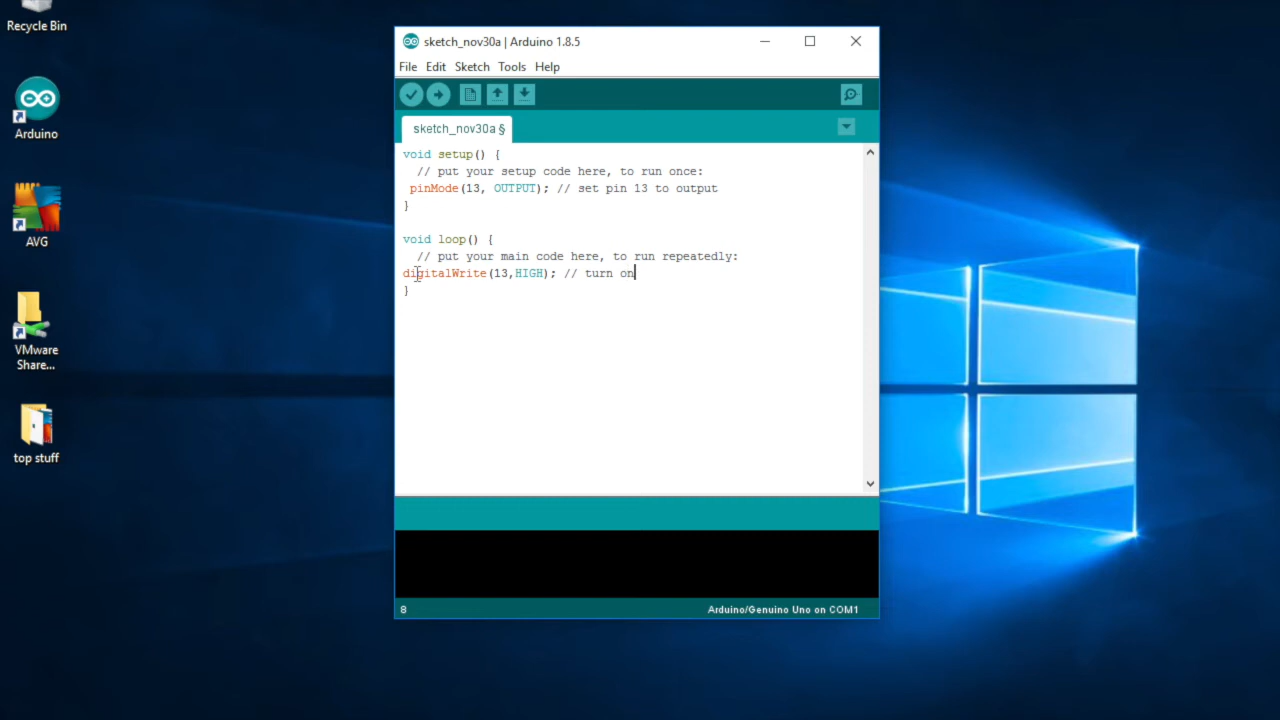 Recycle Bin
Arduino
AVG
VMware
Share...
top stuff
sketch_nov30a | Arduino 1.8.5
File Edit Sketch Tools Help
sketch_nov30a §
void setup() {
  // put your setup code here, to run once:
 pinMode(13, OUTPUT); // set pin 13 to output
}
void loop() {
  // put your main code here, to run repeatedly:
digitalWrite(13,HIGH); // turn on
}
8
Arduino/Genuino Uno on COM1